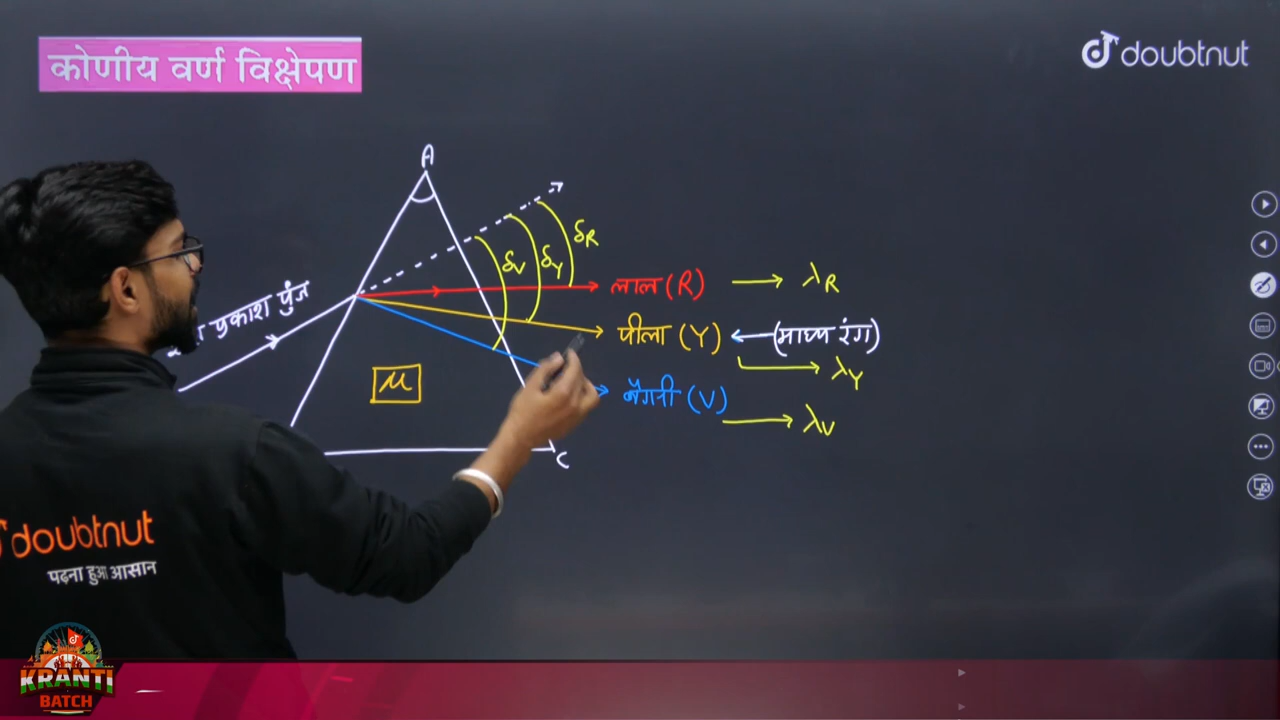 कोणीय वर्ण विक्षेपण
doubtnut
A
δR
δY
δV
लाल (R)
λR
प्रकाश पुंज
पीला (Y)
(माध्य रंग)
λY
μ
बैंगनी (V)
λV
C
doubtnut
पढ़ना हुआ आसान
KRANTI
BATCH